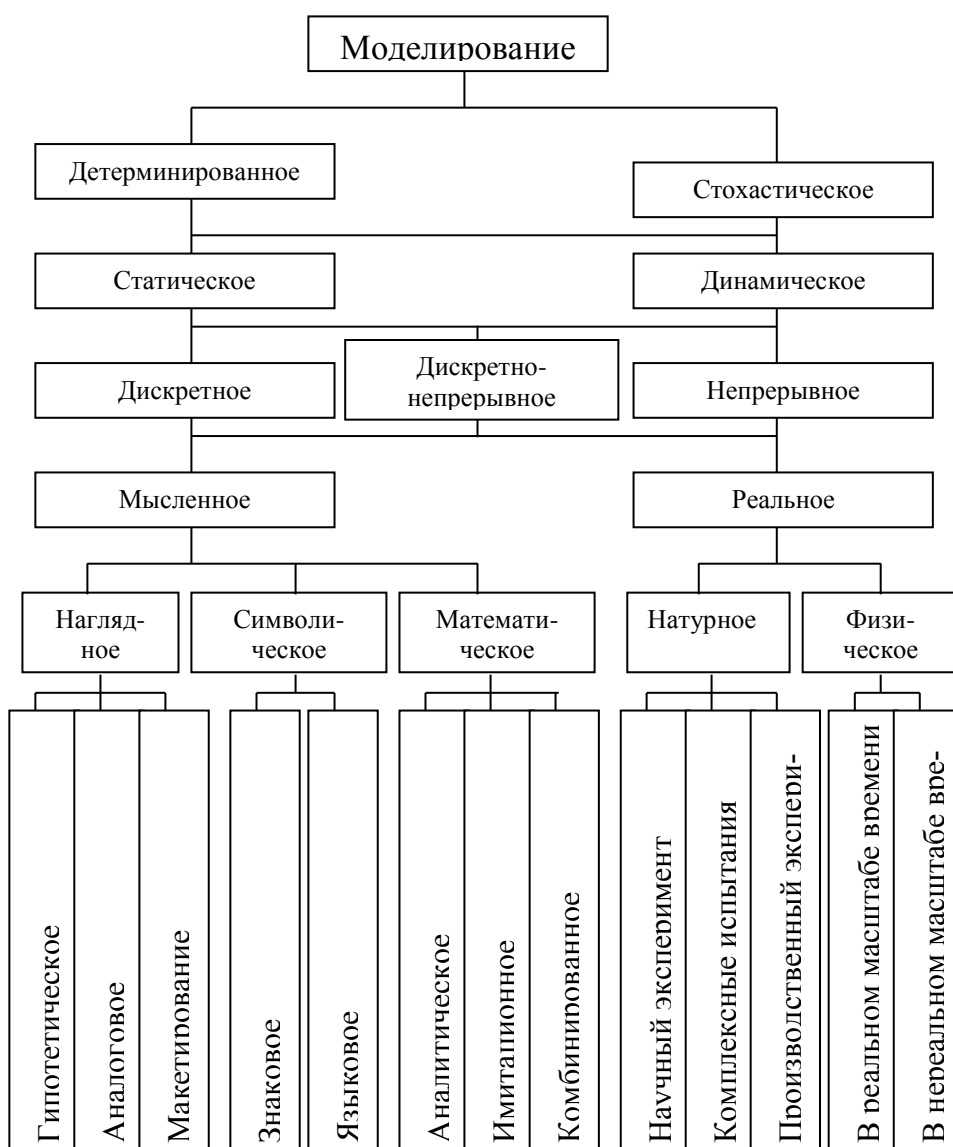 Моделирование
Детерминированное
Стохастическое
Статическое
Динамическое
Дискретное
Дискретно-
непрерывное
Непрерывное
Мысленное
Реальное
Нагляд-
ное
Символи-
ческое
Математи-
ческое
Натурное
Физи-
ческое
Гипотетическое
Аналоговое
Макетирование
Знаковое
Языковое
Аналитическое
Имитационное
Комбинированное
Научный эксперимент
Комплексные испытания
Производственный экспери-
В реальном масштабе времени
В нереальном масштабе вре-